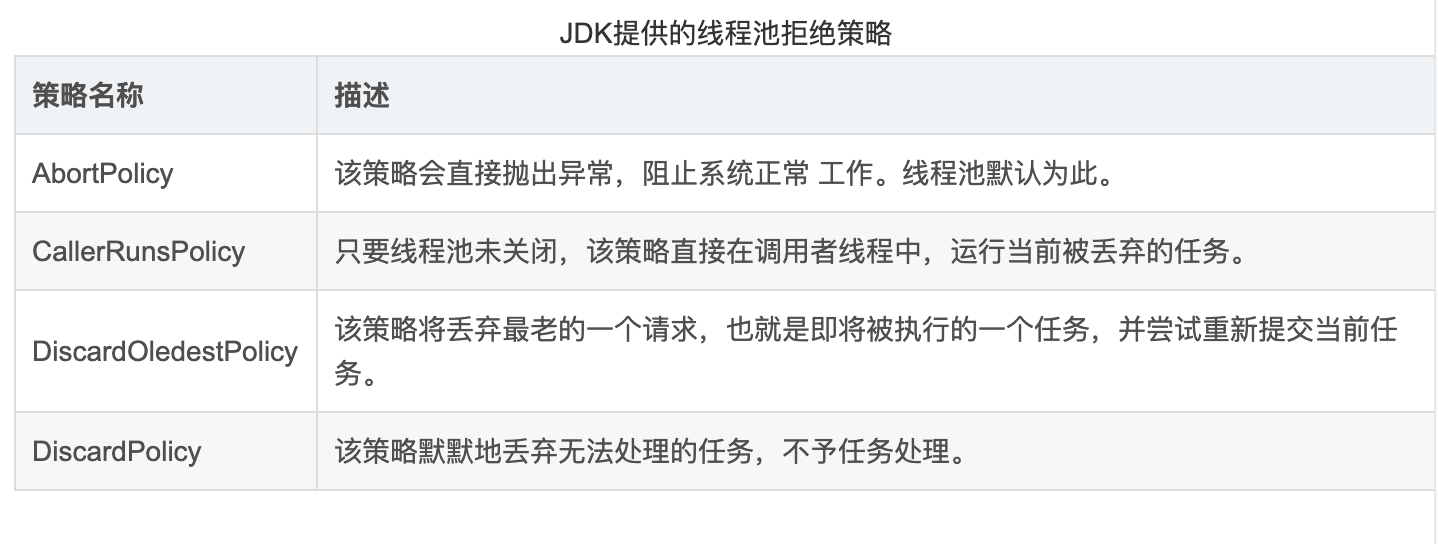 JDK提供的线程池拒绝策略
策略名称
描述
AbortPolicy
该策略会直接抛出异常，阻止系统正常 工作。线程池默认为此。
CallerRunsPolicy
只要线程池未关闭，该策略直接在调用者线程中，运行当前被丢弃的任务。
DiscardOledestPolicy
该策略将丢弃最老的一个请求，也就是即将被执行的一个任务，并尝试重新提交当前任
务。
DiscardPolicy
该策略默默地丢弃无法处理的任务，不予任务处理。